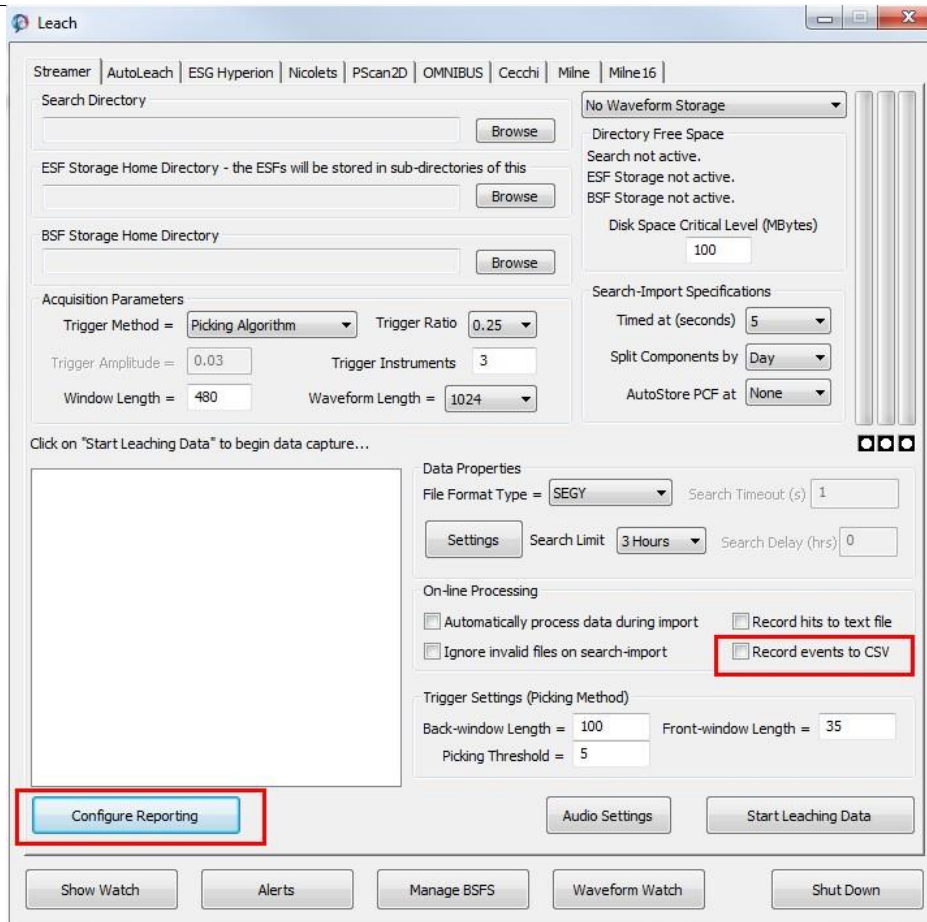 Leach
Streamer AutoLeach ESG Hyperion Nicolets PScan2D OMNIBUS Cecchi Milne Milne16
Search Directory
Browse
ESF Storage Home Directory - the ESFs will be stored in sub-directories of this
Browse
BSF Storage Home Directory
Browse
No Waveform Storage
Directory Free Space
Search not active.
ESF Storage not active.
BSF Storage not active.
Disk Space Critical Level (MBytes)
100
Acquisition Parameters
Trigger Method = Picking Algorithm Trigger Ratio 0.25
Trigger Amplitude = 0.03 Trigger Instruments 3
Window Length = 480 Waveform Length = 1024
Search-Import Specifications
Timed at (seconds) 5
Split Components by Day
AutoStore PCF at None
Click on "Start Leaching Data" to begin data capture...
Data Properties
File Format Type = SEGY Search Timeout (s) 1
Settings Search Limit 3 Hours Search Delay (hrs) 0
On-line Processing
Automatically process data during import Record hits to text file
Ignore invalid files on search-import Record events to CSV
Trigger Settings (Picking Method)
Back-window Length = 100 Front-window Length = 35
Picking Threshold = 5
Configure Reporting Audio Settings Start Leaching Data
Show Watch Alerts Manage BSFS Waveform Watch Shut Down